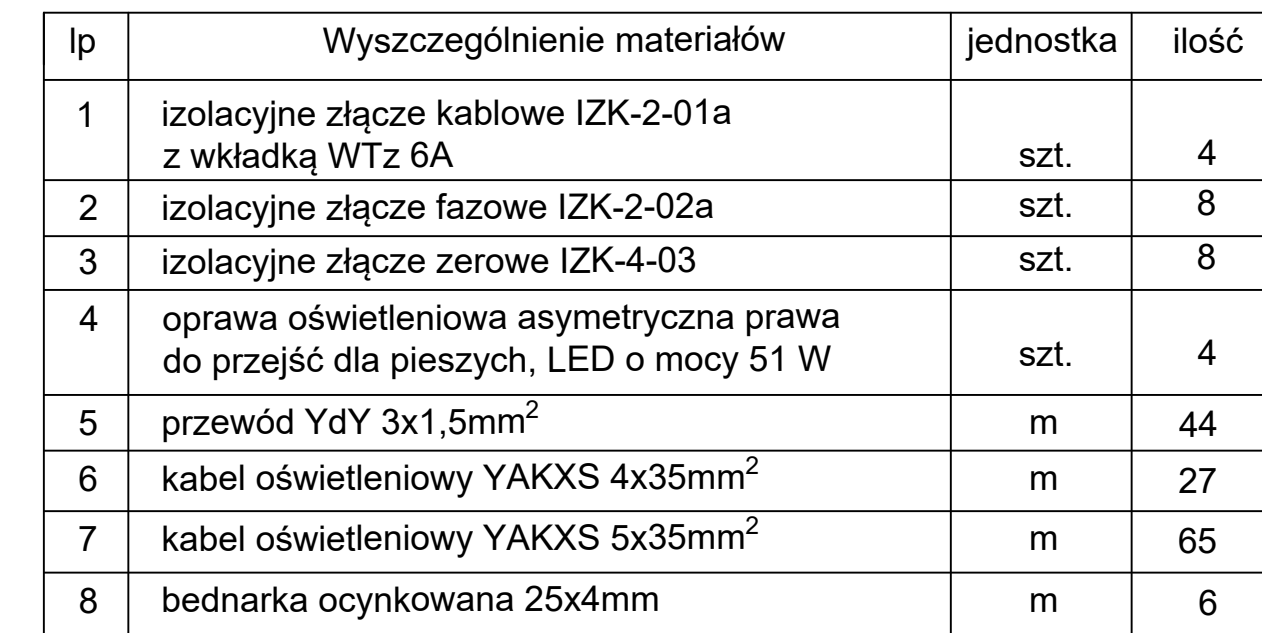 lp Wyszczególnienie materiałów jednostka ilość
1 izolacyjne złącze kablowe IZK-2-01a
z wkładką WTz 6A szt. 4
2 izolacyjne złącze fazowe IZK-2-02a szt. 8
3 izolacyjne złącze zerowe IZK-4-03 szt. 8
4 oprawa oświetleniowa asymetryczna prawa
do przejść dla pieszych, LED o mocy 51 W szt. 4
5 przewód YdY 3x1,5mm² m 44
6 kabel oświetleniowy YAKXS 4x35mm² m 27
7 kabel oświetleniowy YAKXS 5x35mm² m 65
8 bednarka ocynkowana 25x4mm m 6